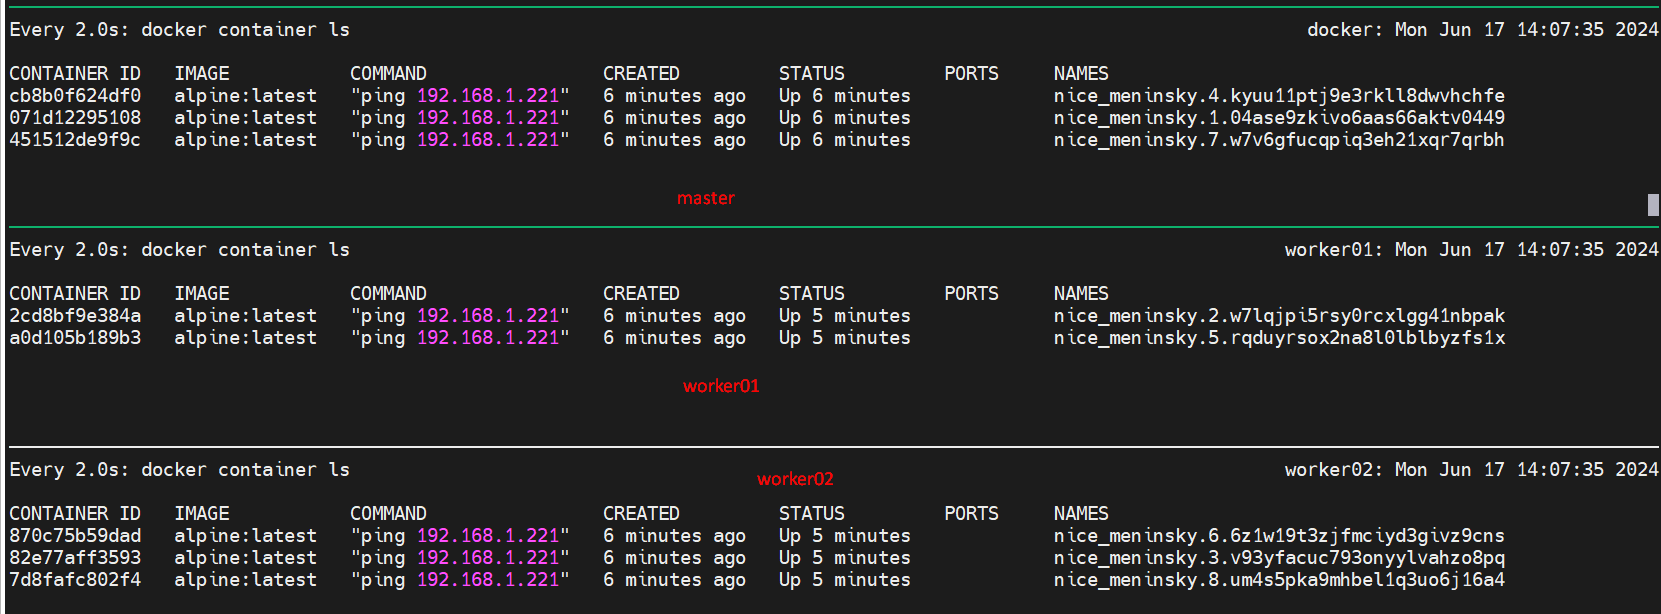 Every 2.0s: docker container ls docker: Mon Jun 17 14:07:35 2024
CONTAINER ID IMAGE COMMAND CREATED STATUS PORTS NAMES
cb8b0f624df0 alpine:latest "ping 192.168.1.221" 6 minutes ago Up 6 minutes nice_meninsky.4.kyuu11ptj9e3rkll8dwvhchfe
071d12295108 alpine:latest "ping 192.168.1.221" 6 minutes ago Up 6 minutes nice_meninsky.1.04ase9zkivo6aas66aktv0449
451512de9f9c alpine:latest "ping 192.168.1.221" 6 minutes ago Up 6 minutes nice_meninsky.7.w7v6gfucqpiq3eh21xqr7qrbh
master
Every 2.0s: docker container ls worker01: Mon Jun 17 14:07:35 2024
CONTAINER ID IMAGE COMMAND CREATED STATUS PORTS NAMES
2cd8bf9e384a alpine:latest "ping 192.168.1.221" 6 minutes ago Up 5 minutes nice_meninsky.2.w7lqjpi5rsy0rcxlgg41nbpak
a0d105b189b3 alpine:latest "ping 192.168.1.221" 6 minutes ago Up 5 minutes nice_meninsky.5.rqduyrsox2na8l0lblbyzfs1x
worker01
Every 2.0s: docker container ls worker02: Mon Jun 17 14:07:35 2024
worker02
CONTAINER ID IMAGE COMMAND CREATED STATUS PORTS NAMES
870c75b59dad alpine:latest "ping 192.168.1.221" 6 minutes ago Up 5 minutes nice_meninsky.6.6z1w19t3zjfmciyd3givz9cns
82e77aff3593 alpine:latest "ping 192.168.1.221" 6 minutes ago Up 5 minutes nice_meninsky.3.v93yfacuc793onyylvahzo8pq
7d8fafc802f4 alpine:latest "ping 192.168.1.221" 6 minutes ago Up 5 minutes nice_meninsky.8.um4s5pka9mhbel1q3uo6j16a4